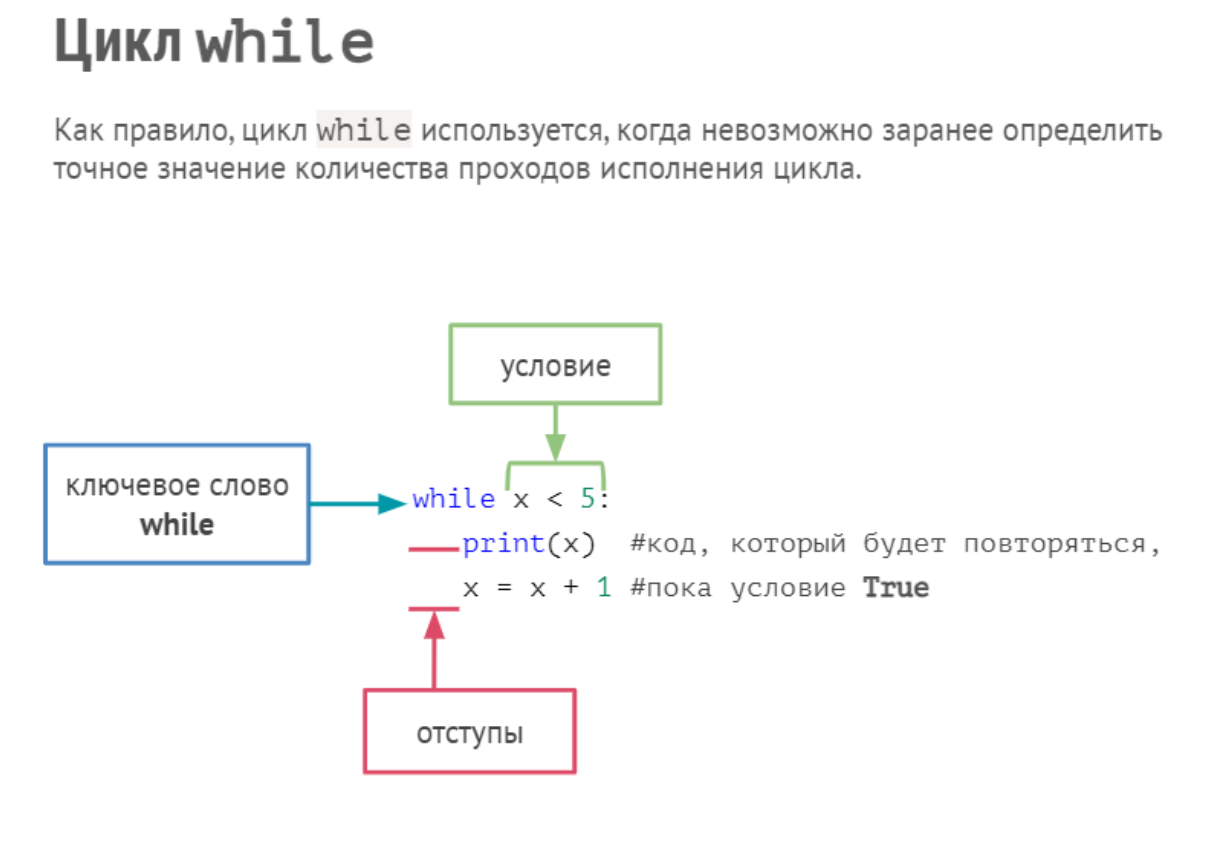 Цикл while
Как правило, цикл while используется, когда невозможно заранее определить
точное значение количества проходов исполнения цикла.
условие
ключевое слово
while
while x < 5:
print(x) #код, который будет повторяться,
x = x + 1 #пока условие True
отступы